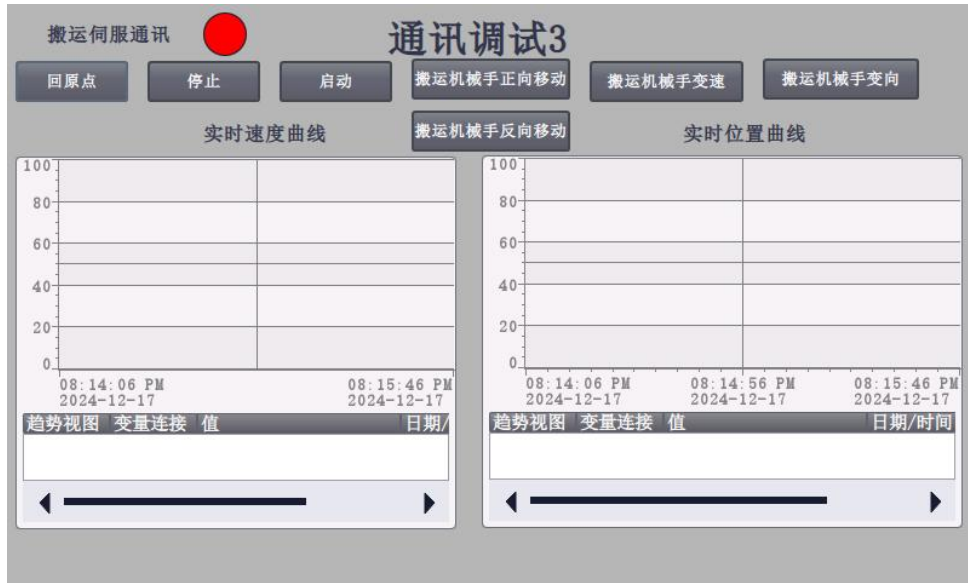 搬运伺服通讯
通讯调试3
回原点 停止 启动 搬运机械手正向移动 搬运机械手变速 搬运机械手变向
实时速度曲线 搬运机械手反向移动 实时位置曲线
100
80
60
40
20
0
08:14:06 PM 08:15:46 PM
2024-12-17 2024-12-17
趋势视图 变量连接 值 日期/
100
80
60
40
20
0
08:14:06 PM 08:14:56 PM 08:15:46 PM
2024-12-17 2024-12-17 2024-12-17
趋势视图 变量连接 值 日期/时间